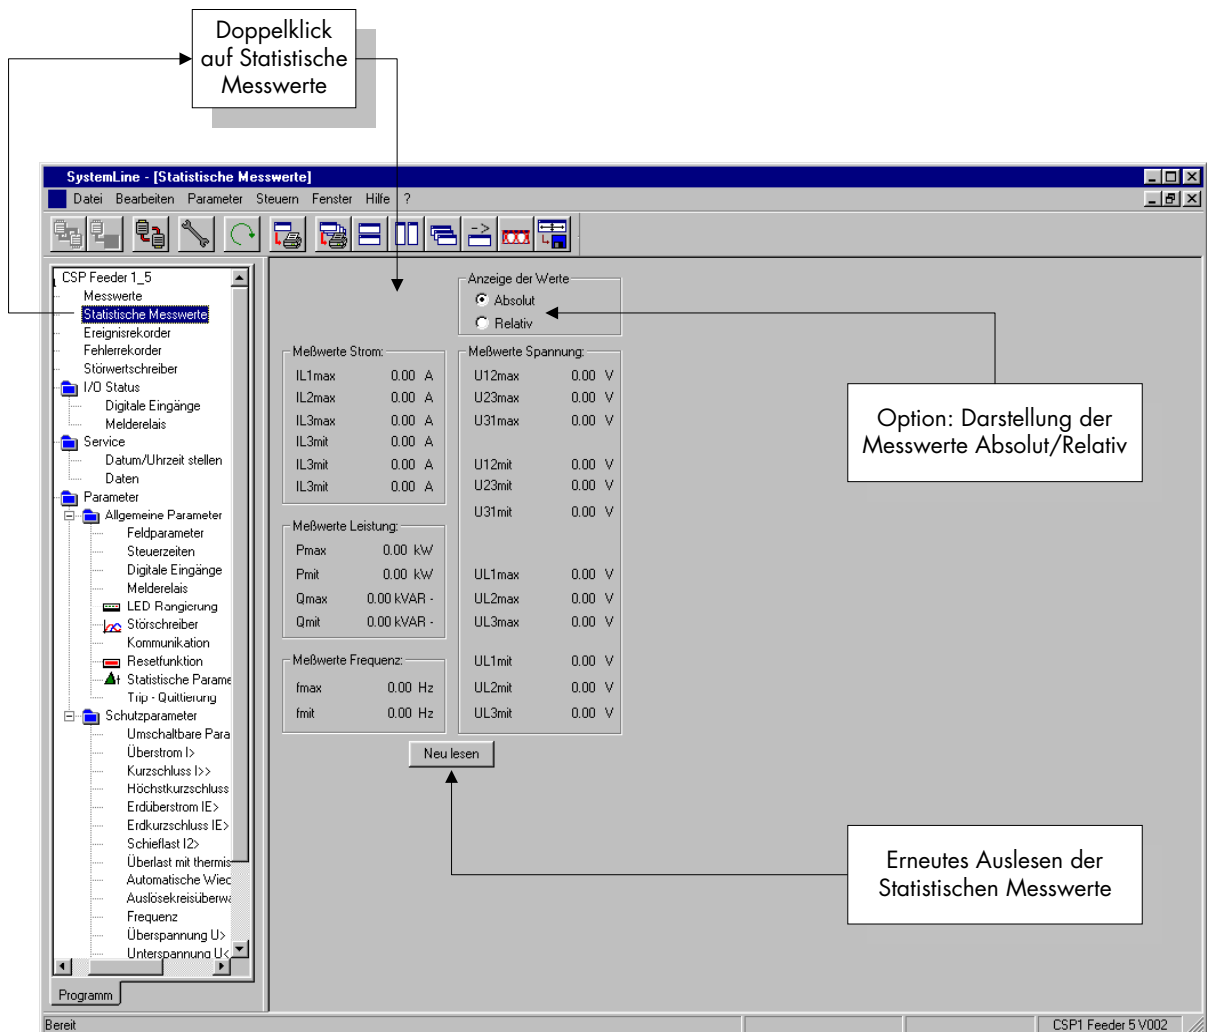 Doppelklick
auf Statistische
Messwerte
SystemLine - [Statistische Messwerte]
Datei Bearbeiten Parameter Steuern Fenster Hilfe ?
CSP Feeder 1_5
Messwerte
Statistische Messwerte
Ereignisrekorder
Fehlerrekorder
Störwertschreiber
I/O Status
Digitale Eingänge
Melderelais
Service
Datum/Uhrzeit stellen
Daten
Parameter
Allgemeine Parameter
Feldparameter
Steuerzeiten
Digitale Eingänge
Melderelais
LED Rangierung
Störschreiber
Kommunikation
Resetfunktion
Statistische Parame
Trip - Quittierung
Schutzparameter
Umschaltbare Para
Überstrom I>
Kurzschluss I>>
Höchstkurzschluss
Erdüberstrom IE>
Erdkurzschluss IE>
Schieflast I2>
Überlast mit thermis
Automatische Wied
Auslösekreisüberwa
Frequenz
Überspannung U>
Unterspannung U<
Programm
Anzeige der Werte
Absolut
Relativ
Meßwerte Strom:
IL1max 0.00 A
IL2max 0.00 A
IL3max 0.00 A
IL3mit 0.00 A
IL3mit 0.00 A
IL3mit 0.00 A
Meßwerte Leistung:
Pmax 0.00 kW
Pmit 0.00 kW
Qmax 0.00 kVAR -
Qmit 0.00 kVAR -
Meßwerte Frequenz:
fmax 0.00 Hz
fmit 0.00 Hz
Meßwerte Spannung:
U12max 0.00 V
U23max 0.00 V
U31max 0.00 V
U12mit 0.00 V
U23mit 0.00 V
U31mit 0.00 V
UL1max 0.00 V
UL2max 0.00 V
UL3max 0.00 V
UL1mit 0.00 V
UL2mit 0.00 V
UL3mit 0.00 V
Neu lesen
Option: Darstellung der
Messwerte Absolut/Relativ
Erneutes Auslesen der
Statistischen Messwerte
Bereit
CSP1 Feeder 5 V002